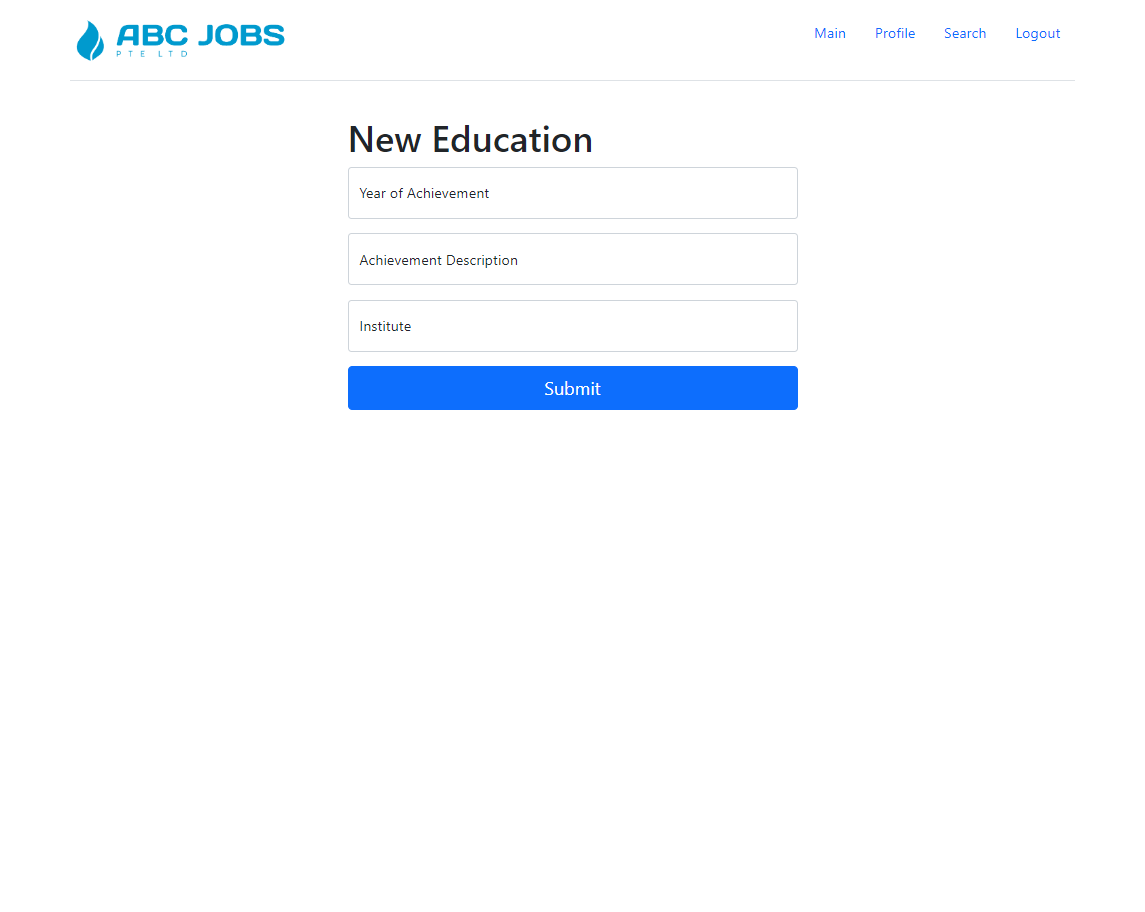 ABC JOBS
PTE LTD
Main Profile Search Logout
New Education
Year of Achievement
Achievement Description
Institute
Submit